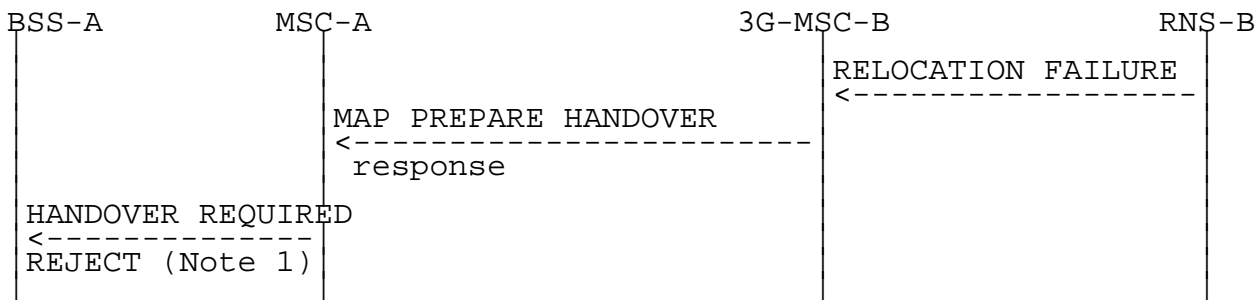 BSS-A MSC-A 3G-MSC-B RNS-B
RELOCATION FAILURE
MAP PREPARE HANDOVER
response
HANDOVER REQUIRED
REJECT (Note 1)